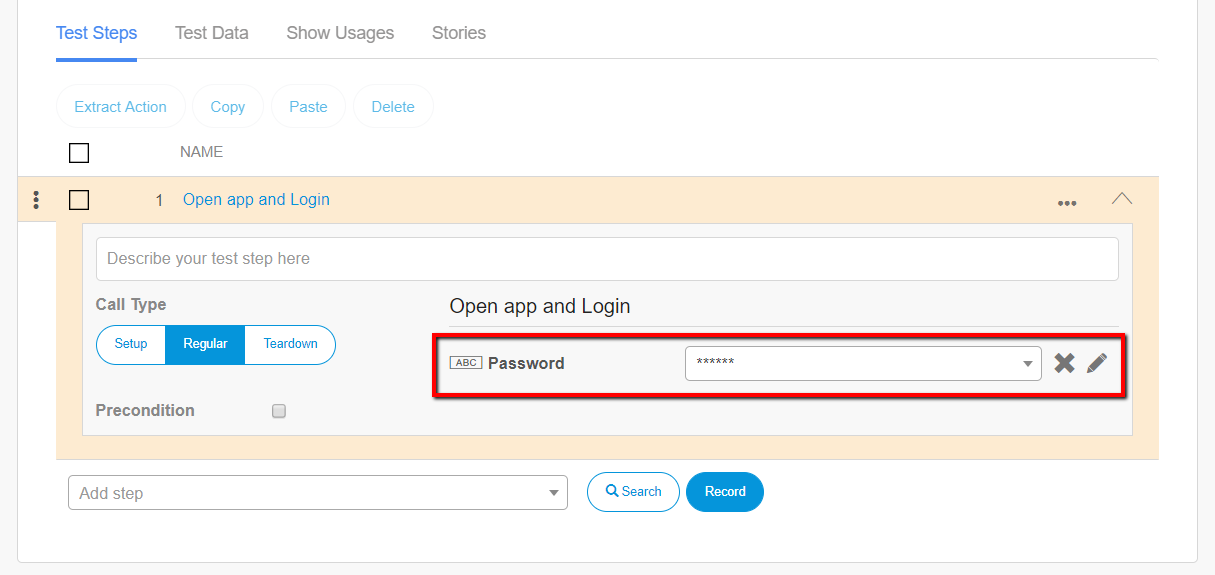 Test Steps Test Data Show Usages Stories
Extract Action Copy Paste Delete
NAME
1 Open app and Login
Describe your test step here
Call Type
Open app and Login
Setup Regular Teardown
ABC Password ******
Precondition
Add step Search Record